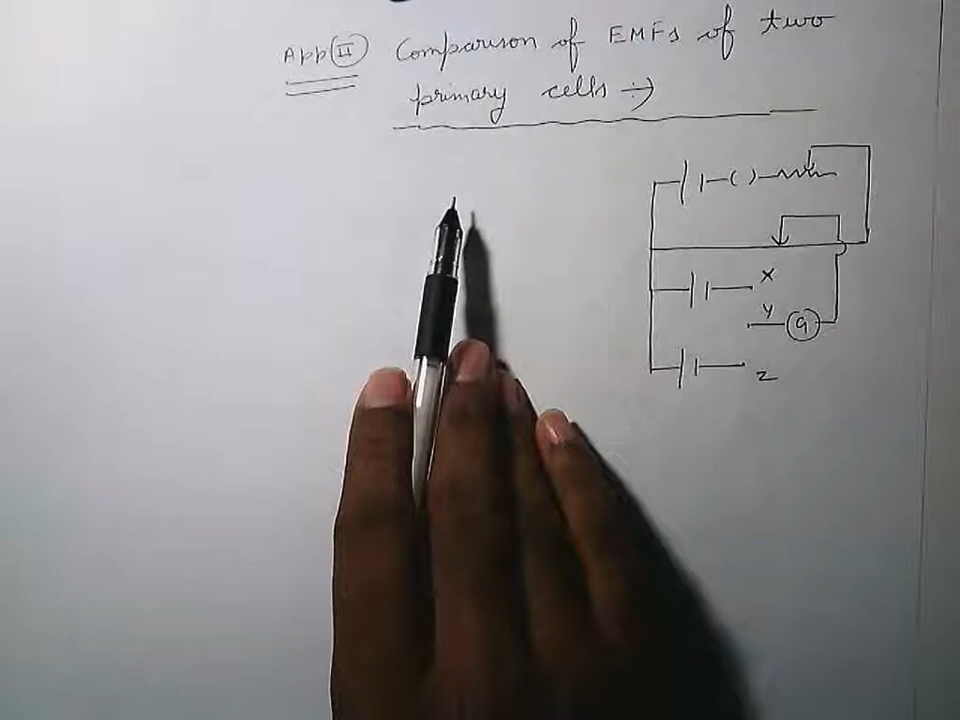 App (II) Comparison of EMFs of two
primary cells →
( )
X
Y
G
Z